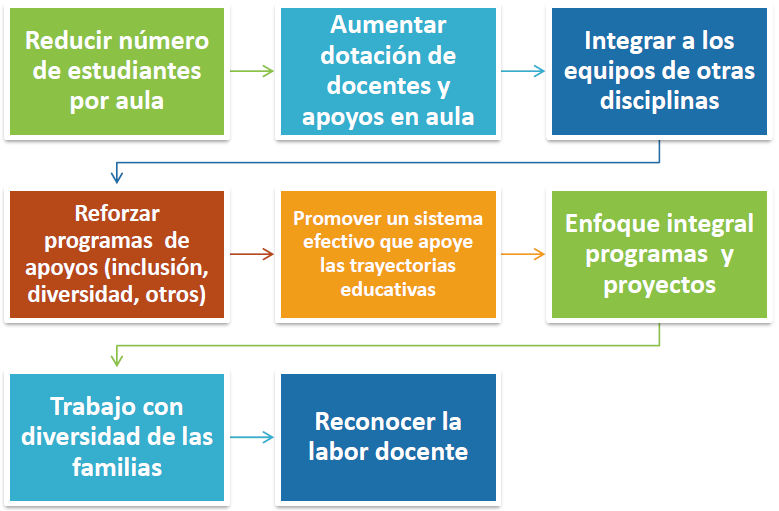 Reducir número
de estudiantes
por aula
Aumentar
dotación de
docentes y
apoyos en aula
Integrar a los
equipos de otras
disciplinas
Reforzar
programas de
apoyos (inclusión,
diversidad, otros)
Promover un sistema
efectivo que apoye
las trayectorias
educativas
Enfoque integral
programas y
proyectos
Trabajo con
diversidad de las
familias
Reconocer la
labor docente